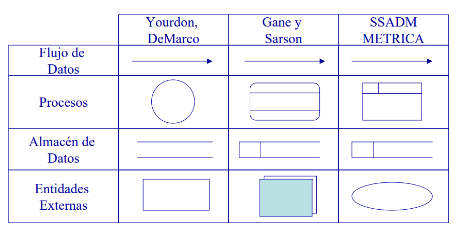 Yourdon,
DeMarco
Gane y
Sarson
SSADM
METRICA
Flujo de
Datos
Procesos
Almacén de
Datos
Entidades
Externas